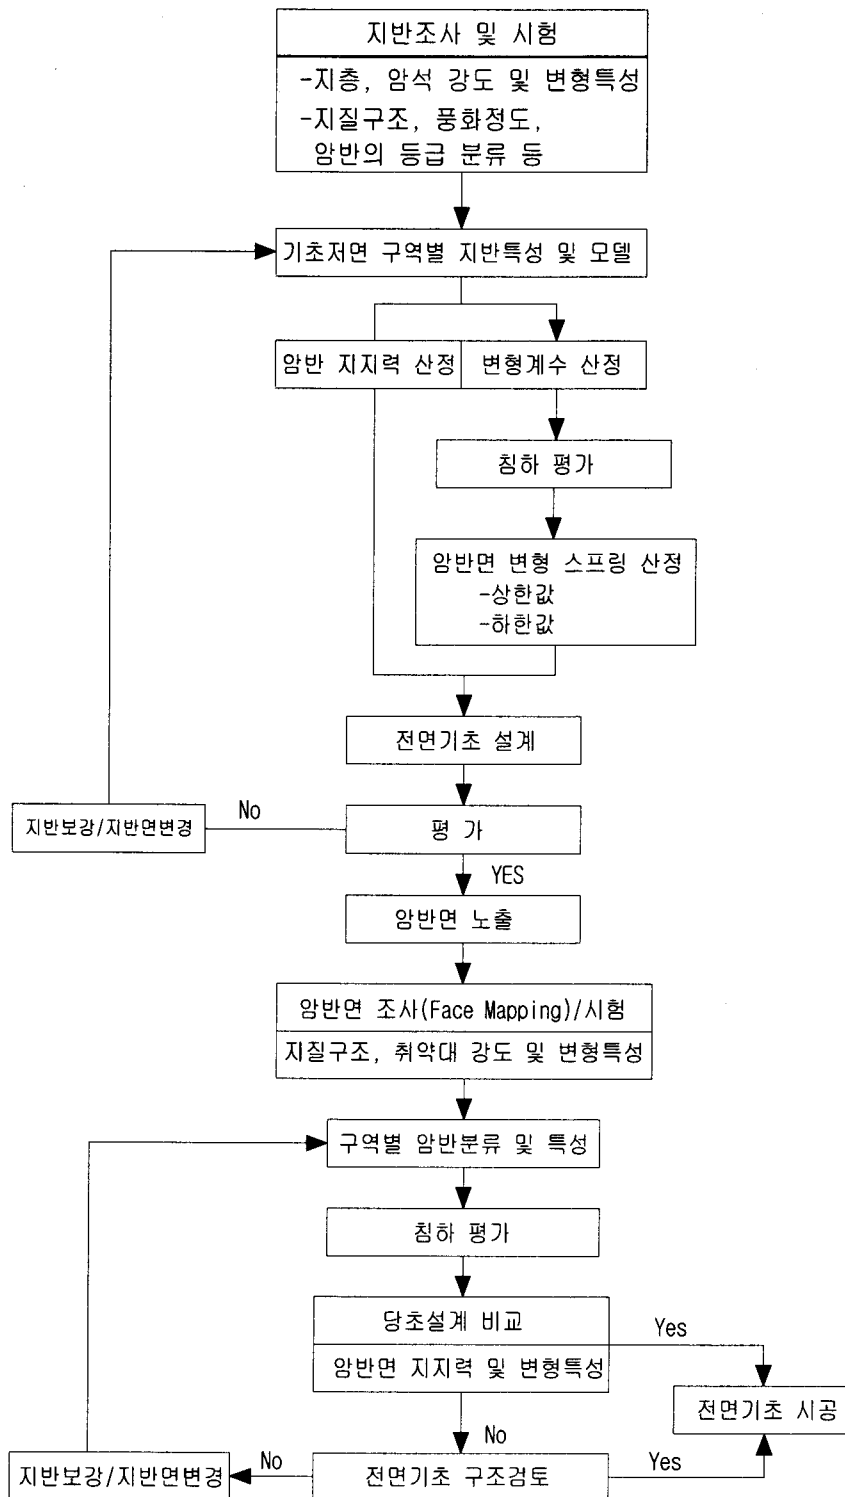 지반조사 및 시험
-지층, 암석 강도 및 변형특성
-지질구조, 풍화정도,
암반의 등급 분류 등
기초저면 구역별 지반특성 및 모델
암반 지지력 산정
변형계수 산정
침하 평가
암반면 변형 스프링 산정
-상한값
-하한값
전면기초 설계
지반보강/지반면변경
No
평 가
YES
암반면 노출
암반면 조사(Face Mapping)/시험
지질구조, 취약대 강도 및 변형특성
구역별 암반분류 및 특성
침하 평가
당초설계 비교
Yes
암반면 지지력 및 변형특성
전면기초 시공
No
지반보강/지반면변경
No
전면기초 구조검토
Yes